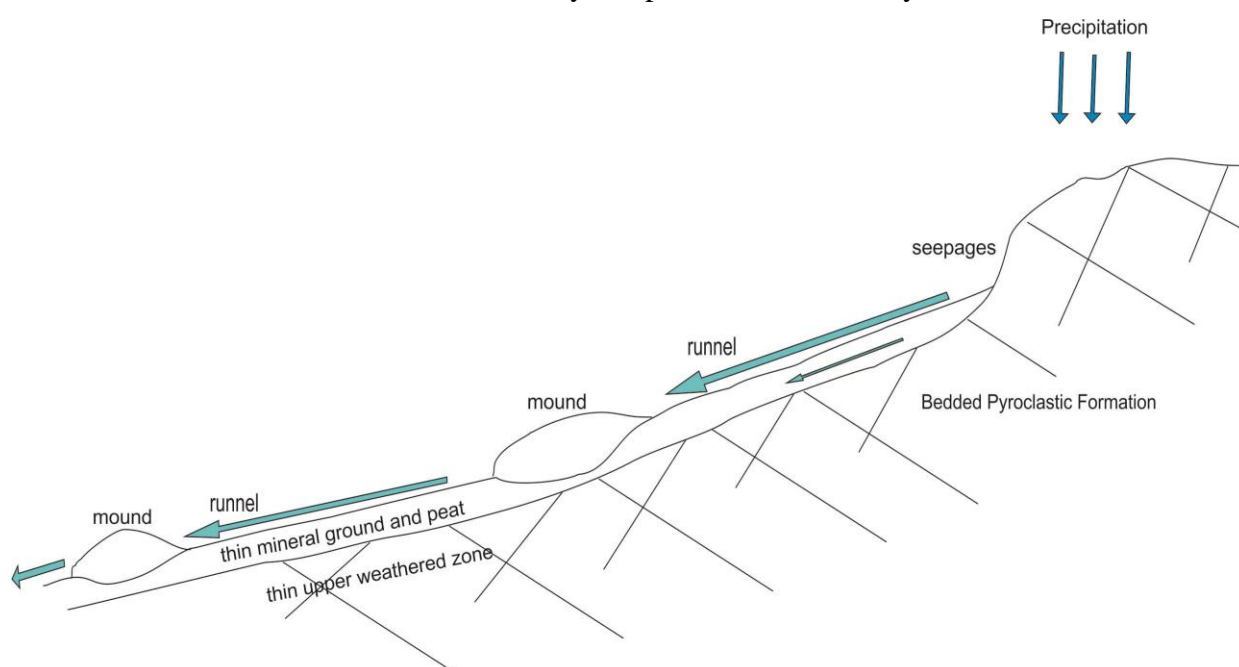 Precipitation
seepages
runnel
Bedded Pyroclastic Formation
mound
runnel
mound
thin mineral ground and peat
thin upper weathered zone